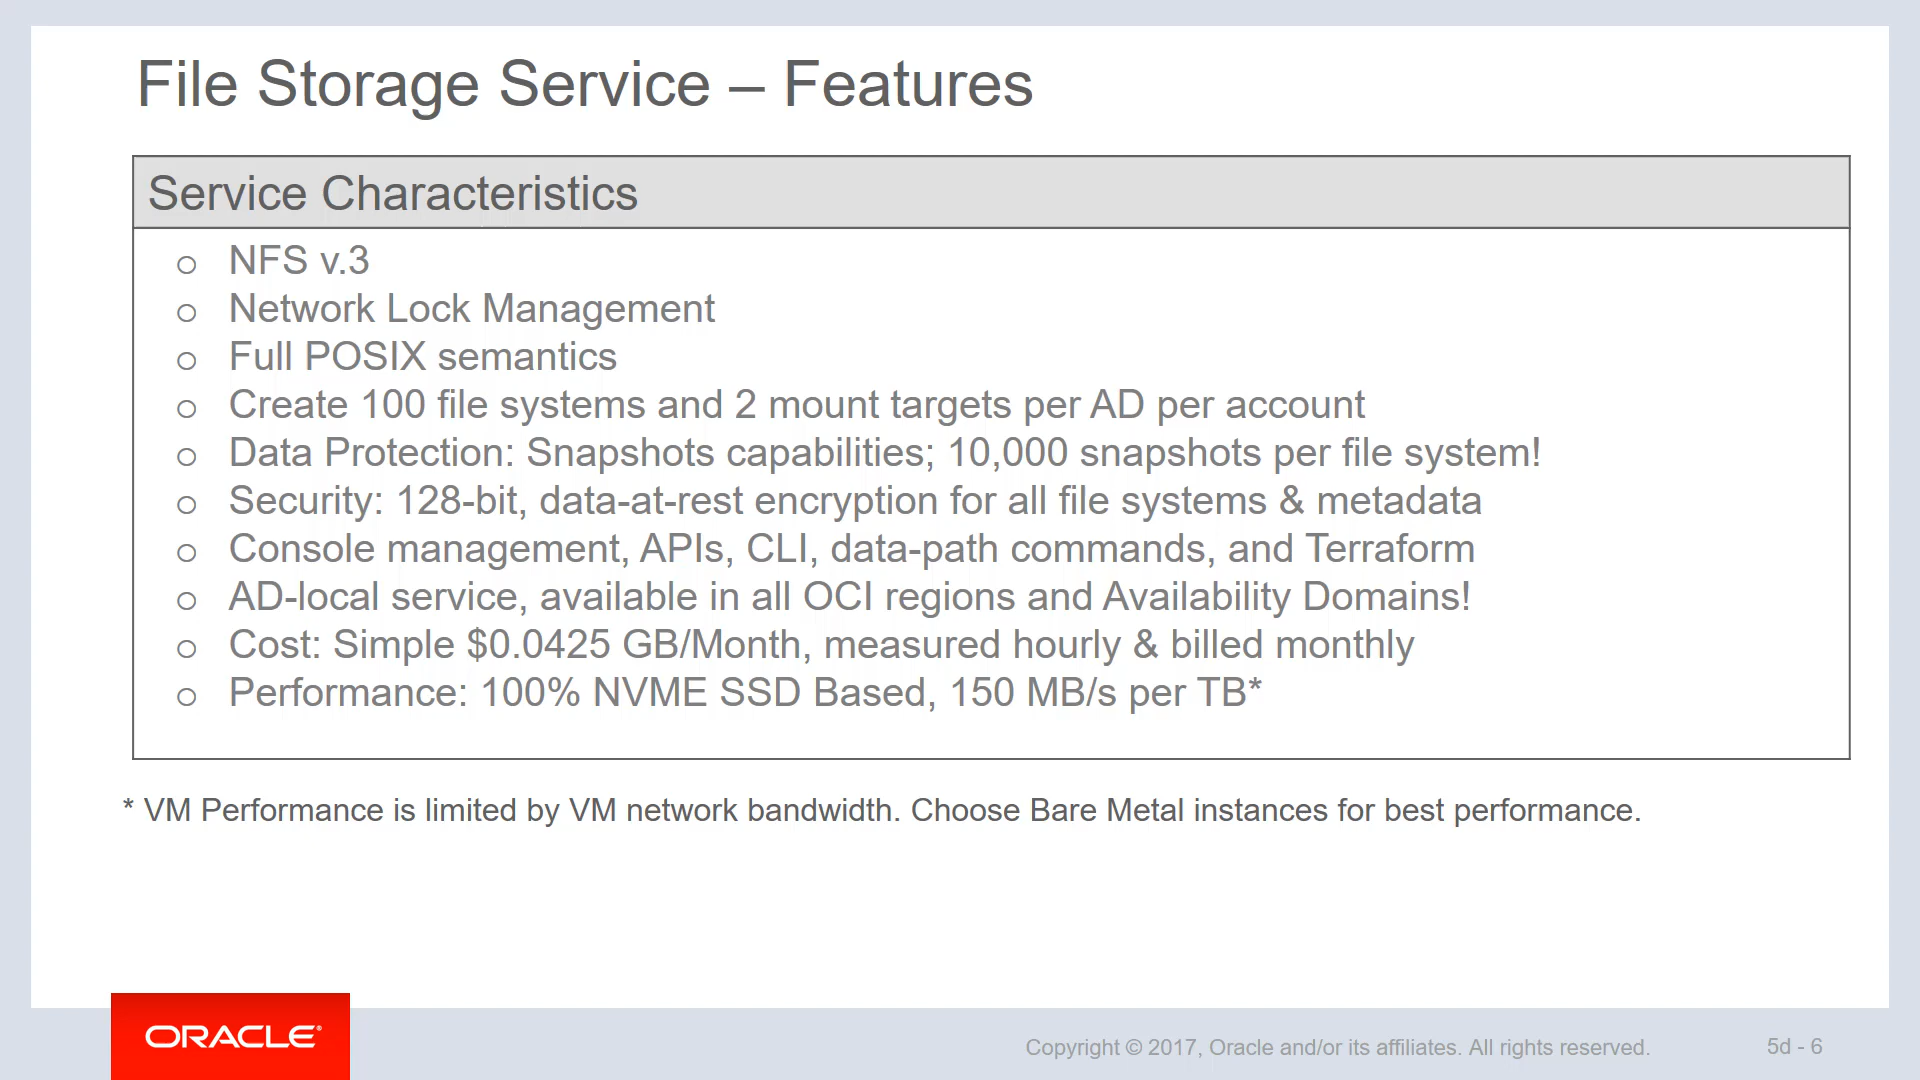 File Storage Service – Features
Service Characteristics
o NFS v.3
o Network Lock Management
o Full POSIX semantics
o Create 100 file systems and 2 mount targets per AD per account
o Data Protection: Snapshots capabilities; 10,000 snapshots per file system!
o Security: 128-bit, data-at-rest encryption for all file systems & metadata
o Console management, APIs, CLI, data-path commands, and Terraform
o AD-local service, available in all OCI regions and Availability Domains!
o Cost: Simple $0.0425 GB/Month, measured hourly & billed monthly
o Performance: 100% NVME SSD Based, 150 MB/s per TB*
* VM Performance is limited by VM network bandwidth. Choose Bare Metal instances for best performance.
ORACLE®
Copyright © 2017, Oracle and/or its affiliates. All rights reserved.
5d - 6